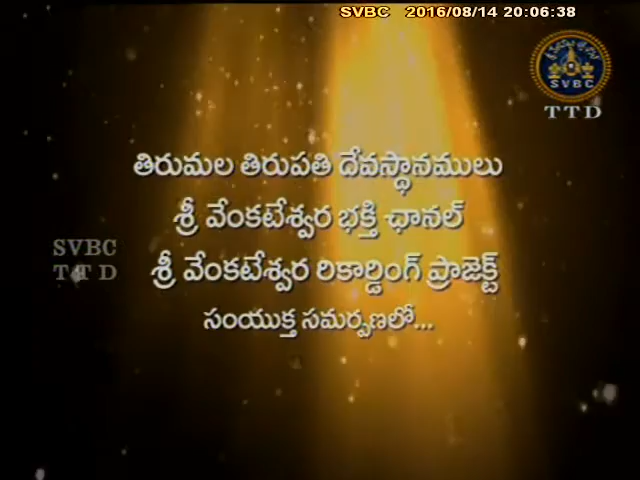 SVBC 2016/08/14 20:06:38
SVBC
TTD
తిరుమల తిరుపతి దేవస్థానములు
శ్రీ వేంకటేశ్వర భక్తి ఛానల్
SVBC
TTD
శ్రీ వేంకటేశ్వర రికార్డింగ్ ప్రాజెక్ట్
సంయుక్త సమర్పణలో...